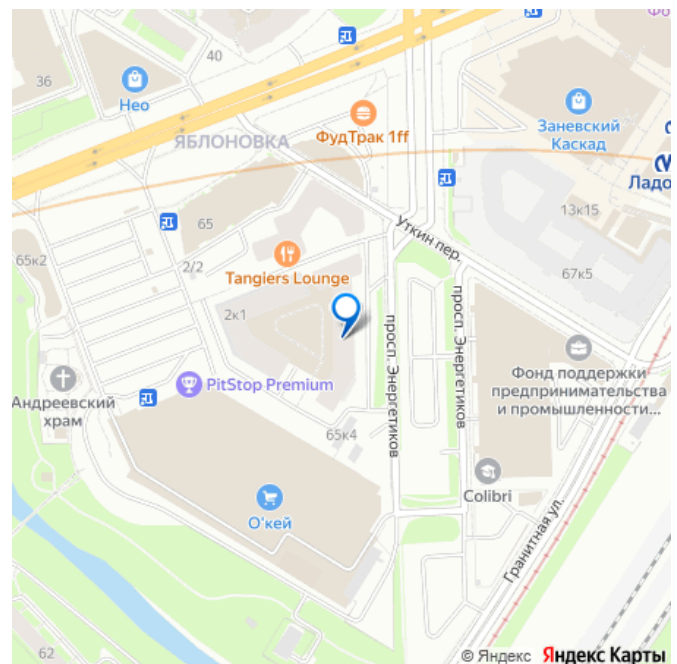 Фо
40
36
Нео
ФудТрак 1ff
Заневский
Каскад
ЯБЛОНОВКА
Ладо
13к15
65
Уткин пер.
65к2
2/2
Tangiers Lounge
67к5
2к1
просп. Энергетиков
просп. Энергетиков
Фонд поддержки
предпринимательства
и промышленности...
PitStop Premium
Андреевский
храм
65к4
Colibri
О'кей
Гранитная ул.
62
© Яндекс Яндекс Карты